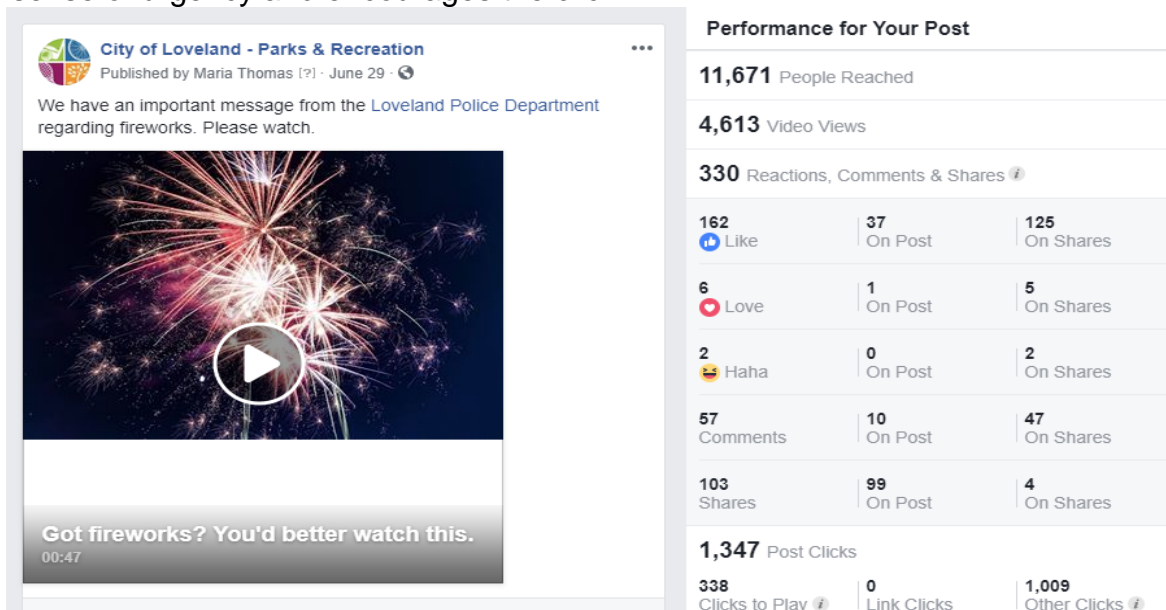 City of Loveland - Parks & Recreation
Published by Maria Thomas [?] · June 29 ·
We have an important message from the Loveland Police Department
regarding fireworks. Please watch.
Got fireworks? You'd better watch this.
00:47
Performance for Your Post
11,671 People Reached
4,613 Video Views
330 Reactions, Comments & Shares
162 37 125
Like On Post On Shares
6 1 5
Love On Post On Shares
2 0 2
Haha On Post On Shares
57 10 47
Comments On Post On Shares
103 99 4
Shares On Post On Shares
1,347 Post Clicks
338 0 1,009
Clicks to Play Link Clicks Other Clicks